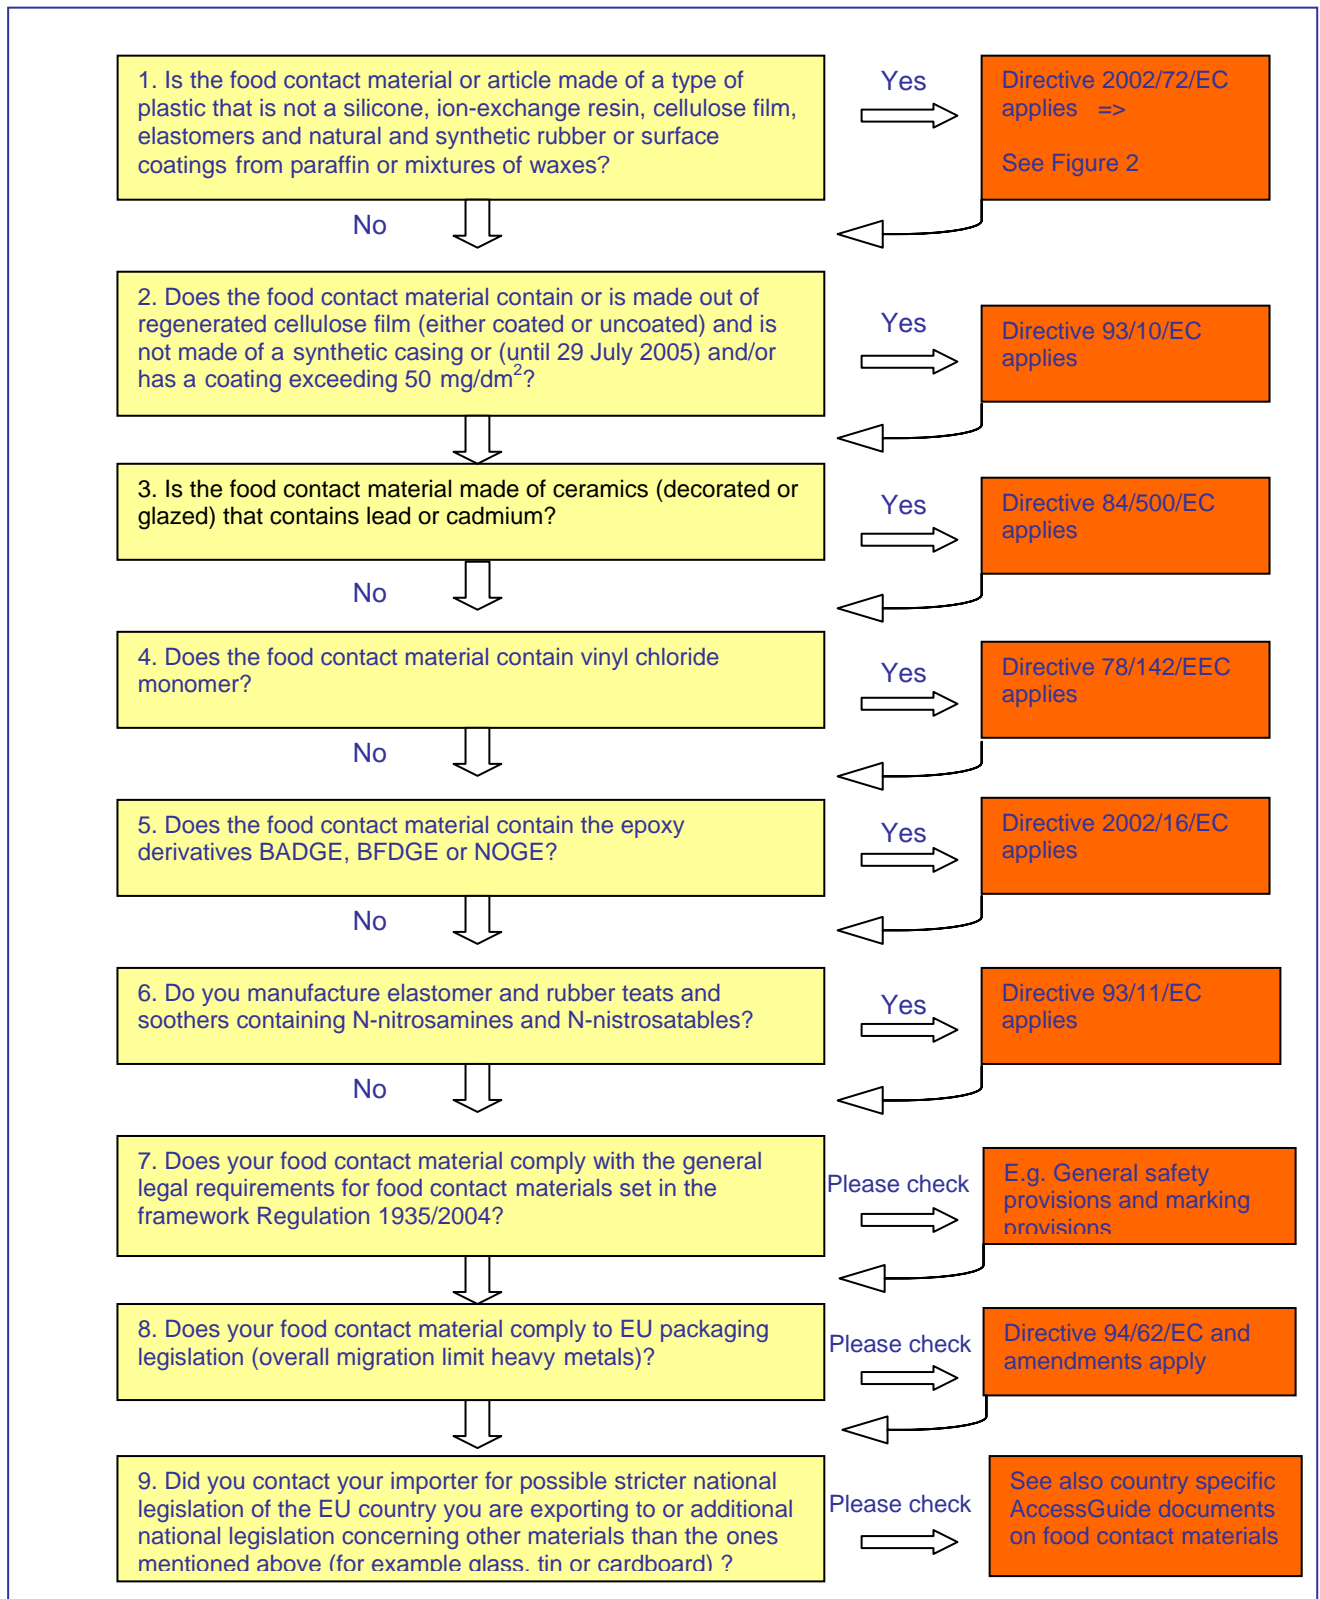 1. Is the food contact material or article made of a type of
plastic that is not a silicone, ion-exchange resin, cellulose film,
elastomers and natural and synthetic rubber or surface
coatings from paraffin or mixtures of waxes?
Yes
Directive 2002/72/EC
applies =>
See Figure 2
No
2. Does the food contact material contain or is made out of
regenerated cellulose film (either coated or uncoated) and is
not made of a synthetic casing or (until 29 July 2005) and/or
has a coating exceeding 50 mg/dm²?
Yes
Directive 93/10/EC
applies
3. Is the food contact material made of ceramics (decorated or
glazed) that contains lead or cadmium?
Yes
Directive 84/500/EC
applies
No
4. Does the food contact material contain vinyl chloride
monomer?
Yes
Directive 78/142/EEC
applies
No
5. Does the food contact material contain the epoxy
derivatives BADGE, BFDGE or NOGE?
Yes
Directive 2002/16/EC
applies
No
6. Do you manufacture elastomer and rubber teats and
soothers containing N-nitrosamines and N-nistrosatables?
Yes
Directive 93/11/EC
applies
No
7. Does your food contact material comply with the general
legal requirements for food contact materials set in the
framework Regulation 1935/2004?
Please check
E.g. General safety
provisions and marking
provisions
8. Does your food contact material comply to EU packaging
legislation (overall migration limit heavy metals)?
Please check
Directive 94/62/EC and
amendments apply
9. Did you contact your importer for possible stricter national
legislation of the EU country you are exporting to or additional
national legislation concerning other materials than the ones
mentioned above (for example glass, tin or cardboard) ?
Please check
See also country specific
AccessGuide documents
on food contact materials